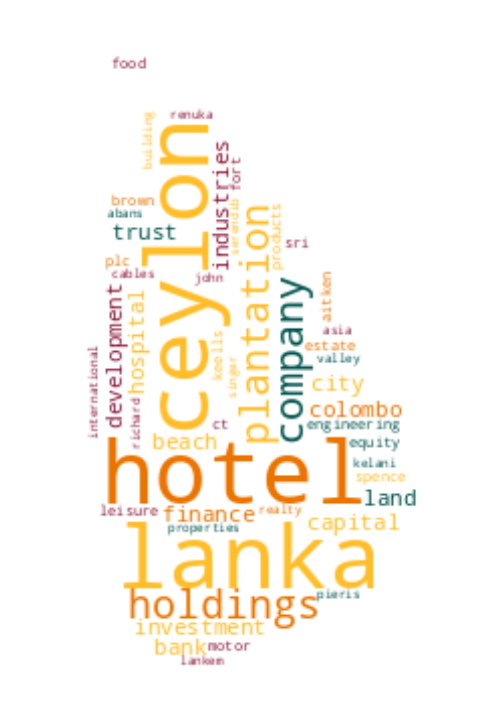 food
renuka
building
ceylon
industries
fort
brown
abans
trust
serendib
plantation
products
sri
plc
cables
john
development
hospital
company
aitken
asia
estate
valley
international
richard
keells
singer
city
colombo
ct
engineering
beach
equity
hotel
kelani
spence
land
leisure
finance
realty
capital
properties
lanka
holdings
pieris
investment
bank
motor
lankem